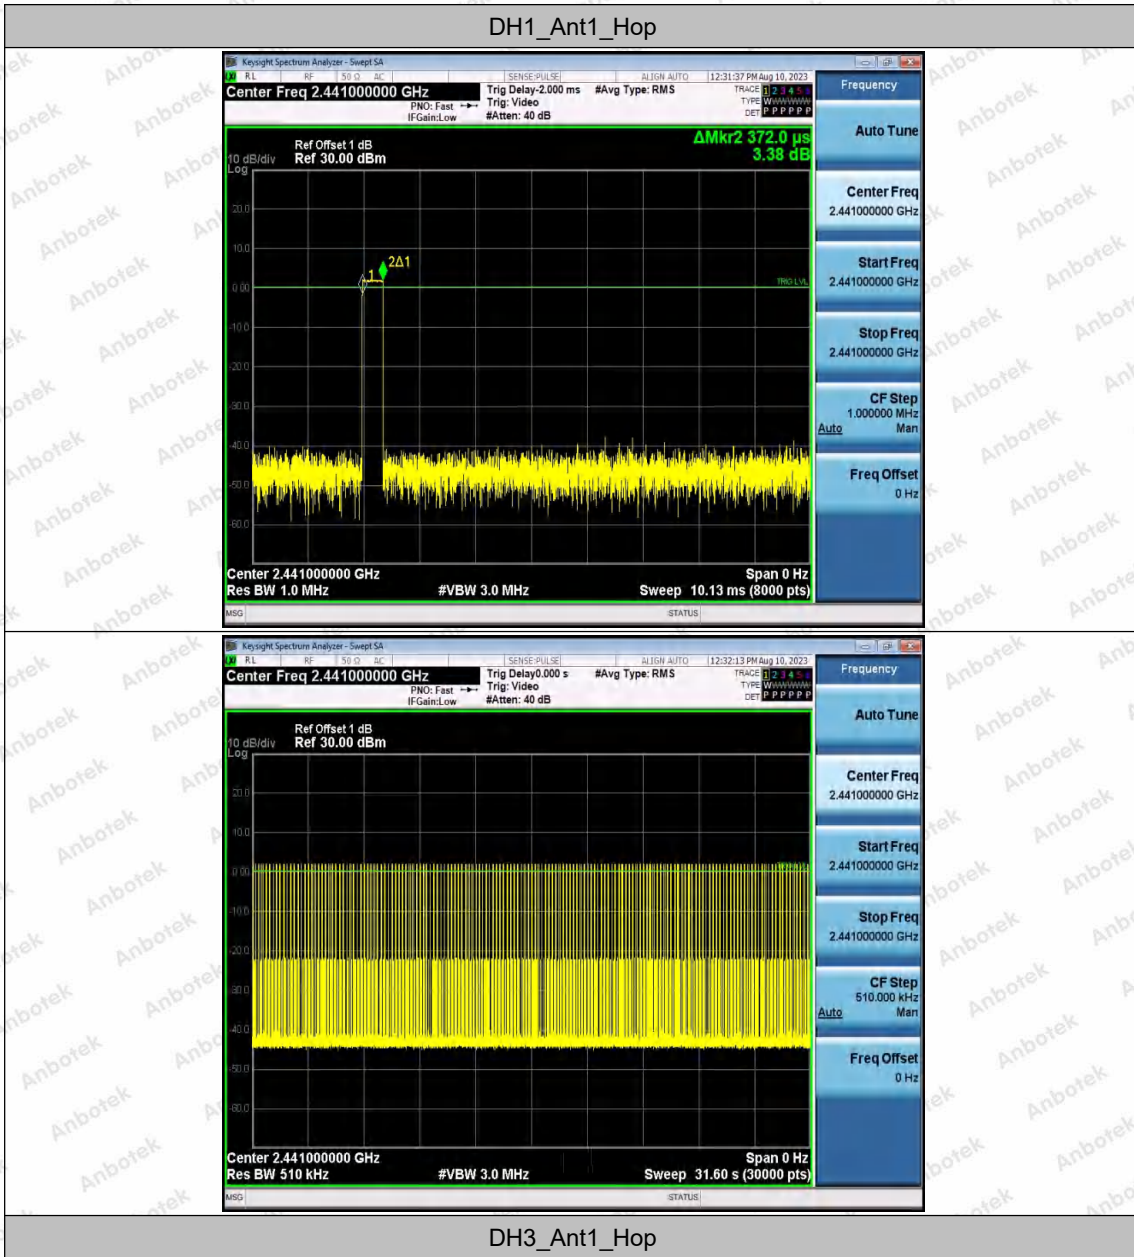 DH1_Ant1_Hop
Keysight Spectrum Analyzer - Swept SA
RL RF 50 Ω AC SENSE:PULSE ALIGN AUTO 12:31:37 PM Aug 10, 2023
Center Freq 2.441000000 GHz
PNO: Fast
IFGain:Low
Trig Delay-2.000 ms
Trig: Video
#Atten: 40 dB
#Avg Type: RMS
TRACE 1 2 3 4 5 6
TYPE W
DET P P P P P P
ΔMkr2 372.0 µs
3.38 dB
Ref Offset 1 dB
10 dB/div Ref 30.00 dBm
Log
20.0
10.0
0.00
-10.0
-20.0
-30.0
-40.0
-50.0
-60.0
1
2Δ1
TRIG LVL
Center 2.441000000 GHz Span 0 Hz
Res BW 1.0 MHz #VBW 3.0 MHz Sweep 10.13 ms (8000 pts)
MSG STATUS
Frequency
Auto Tune
Center Freq
2.441000000 GHz
Start Freq
2.441000000 GHz
Stop Freq
2.441000000 GHz
CF Step
1.000000 MHz
Auto Man
Freq Offset
0 Hz
Keysight Spectrum Analyzer - Swept SA
RL RF 50 Ω AC SENSE:PULSE ALIGN AUTO 12:32:13 PM Aug 10, 2023
Center Freq 2.441000000 GHz
PNO: Fast
IFGain:Low
Trig Delay0.000 s
Trig: Video
#Atten: 40 dB
#Avg Type: RMS
TRACE 1 2 3 4 5 6
TYPE W
DET P P P P P P
Ref Offset 1 dB
10 dB/div Ref 30.00 dBm
Log
20.0
10.0
0.00
-10.0
-20.0
-30.0
-40.0
-50.0
-60.0
Center 2.441000000 GHz Span 0 Hz
Res BW 510 kHz #VBW 3.0 MHz Sweep 31.60 s (30000 pts)
MSG STATUS
Frequency
Auto Tune
Center Freq
2.441000000 GHz
Start Freq
2.441000000 GHz
Stop Freq
2.441000000 GHz
CF Step
510.000 kHz
Auto Man
Freq Offset
0 Hz
DH3_Ant1_Hop
Anbotek